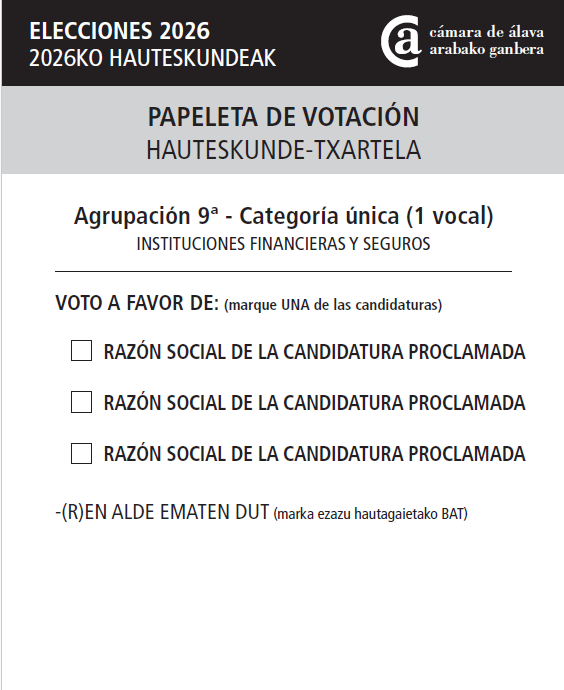 ELECCIONES 2026
2026KO HAUTESKUNDEAK
cámara de álava
arabako ganbera
PAPELETA DE VOTACIÓN
HAUTESKUNDE-TXARTELA
Agrupación 9ª - Categoría única (1 vocal)
INSTITUCIONES FINANCIERAS Y SEGUROS
VOTO A FAVOR DE: (marque UNA de las candidaturas)
RAZÓN SOCIAL DE LA CANDIDATURA PROCLAMADA
RAZÓN SOCIAL DE LA CANDIDATURA PROCLAMADA
RAZÓN SOCIAL DE LA CANDIDATURA PROCLAMADA
-(R)EN ALDE EMATEN DUT (marka ezazu hautagaietako BAT)